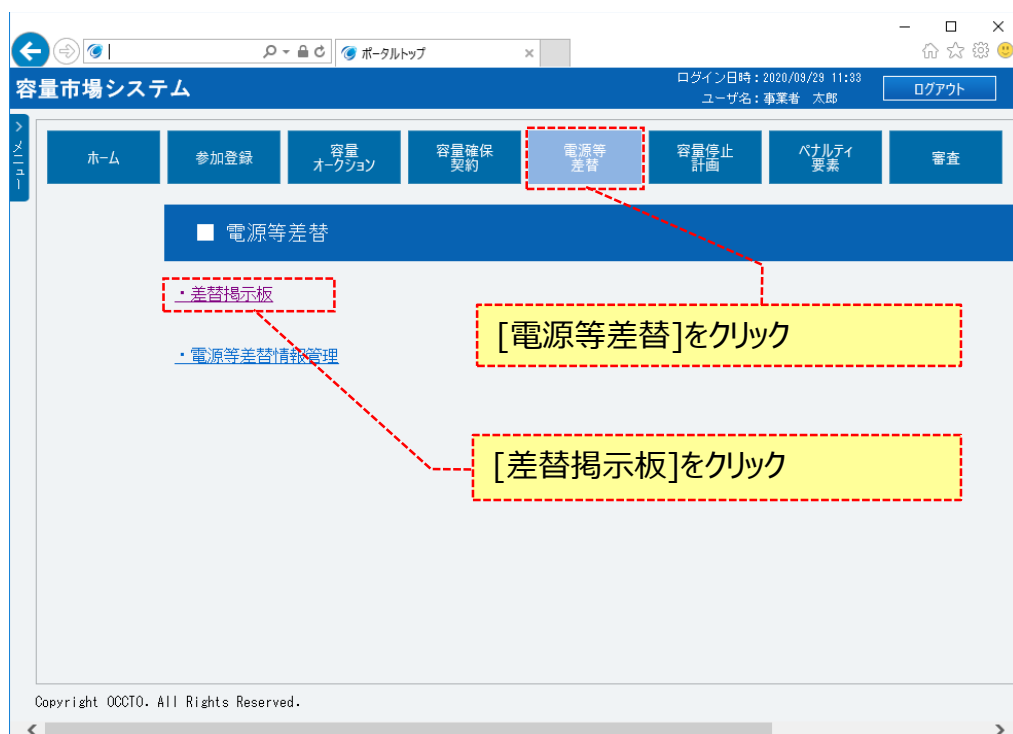 ポータルトップ
容量市場システム
ログイン日時：2020/09/29 11:33
ユーザ名：事業者　太郎
ログアウト
メニュー
ホーム
参加登録
容量
オークション
容量確保
契約
電源等
差替
容量停止
計画
ペナルティ
要素
審査
■ 電源等差替
・差替掲示板
[電源等差替]をクリック
・電源等差替情報管理
[差替掲示板]をクリック
Copyright OCCTO. All Rights Reserved.